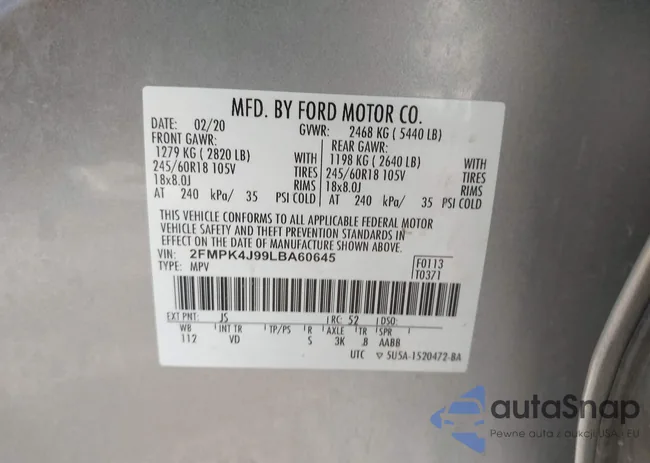 MFD. BY FORD MOTOR CO.
DATE: 02/20 GVWR: 2468 KG ( 5440 LB)
FRONT GAWR: REAR GAWR:
1279 KG ( 2820 LB) WITH 1198 KG ( 2640 LB) WITH
245/60R18 105V TIRES 245/60R18 105V TIRES
18x8.0J RIMS 18x8.0J RIMS
AT 240 kPa/ 35 PSI COLD AT 240 kPa/ 35 PSI COLD
THIS VEHICLE CONFORMS TO ALL APPLICABLE FEDERAL MOTOR
VEHICLE SAFETY AND THEFT PREVENTION STANDARDS IN
EFFECT ON THE DATE OF MANUFACTURE SHOWN ABOVE.
VIN: 2FMPK4J99LBA60645 F0113
TYPE: MPV T0371
EXT PNT: JS RC: 52 DSO:
WB INT TR TP/PS R AXLE TR SPR
112 VD S 3K B AABB
UTC ▽ 5U5A-1520472-BA
autaSnap
Pewne auta z aukcji USA i EU